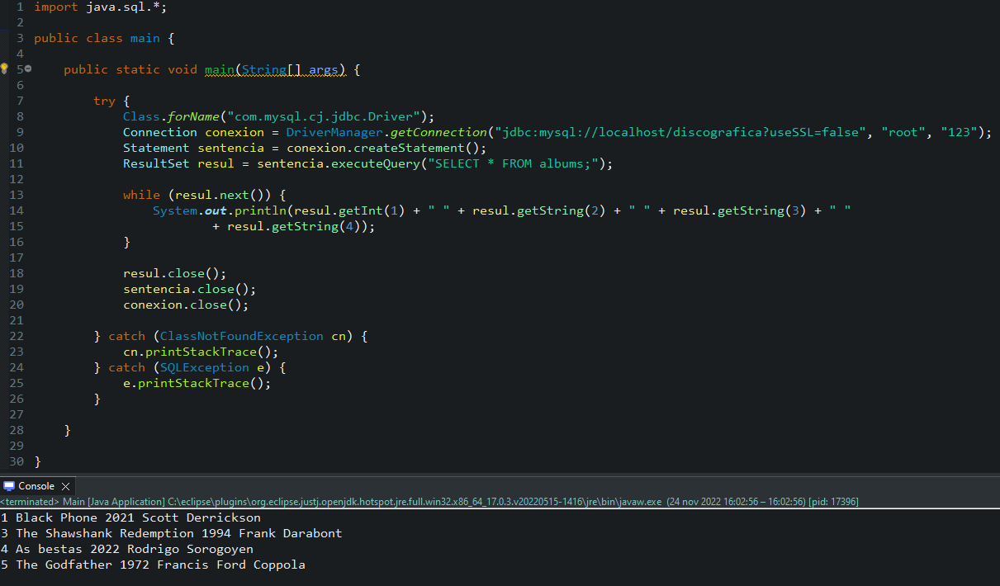 1 import java.sql.*;
2
3 public class main {
4
5 public static void main(String[] args) {
6
7 try {
8 Class.forName("com.mysql.cj.jdbc.Driver");
9 Connection conexion = DriverManager.getConnection("jdbc:mysql://localhost/discografica?useSSL=false", "root", "123");
10 Statement sentencia = conexion.createStatement();
11 ResultSet resul = sentencia.executeQuery("SELECT * FROM albums;");
12
13 while (resul.next()) {
14 System.out.println(resul.getInt(1) + " " + resul.getString(2) + " " + resul.getString(3) + " "
15 + resul.getString(4));
16 }
17
18 resul.close();
19 sentencia.close();
20 conexion.close();
21
22 } catch (ClassNotFoundException cn) {
23 cn.printStackTrace();
24 } catch (SQLException e) {
25 e.printStackTrace();
26 }
27
28 }
29
30 }
Console
<terminated> Main [Java Application] C:\eclipse\plugins\org.eclipse.justj.openjdk.hotspot.jre.full.win32.x86_64_17.0.3.v20220515-1416\jre\bin\javaw.exe (24 nov 2022 16:02:56 – 16:02:56) [pid: 17396]
1 Black Phone 2021 Scott Derrickson
3 The Shawshank Redemption 1994 Frank Darabont
4 As bestas 2022 Rodrigo Sorogoyen
5 The Godfather 1972 Francis Ford Coppola